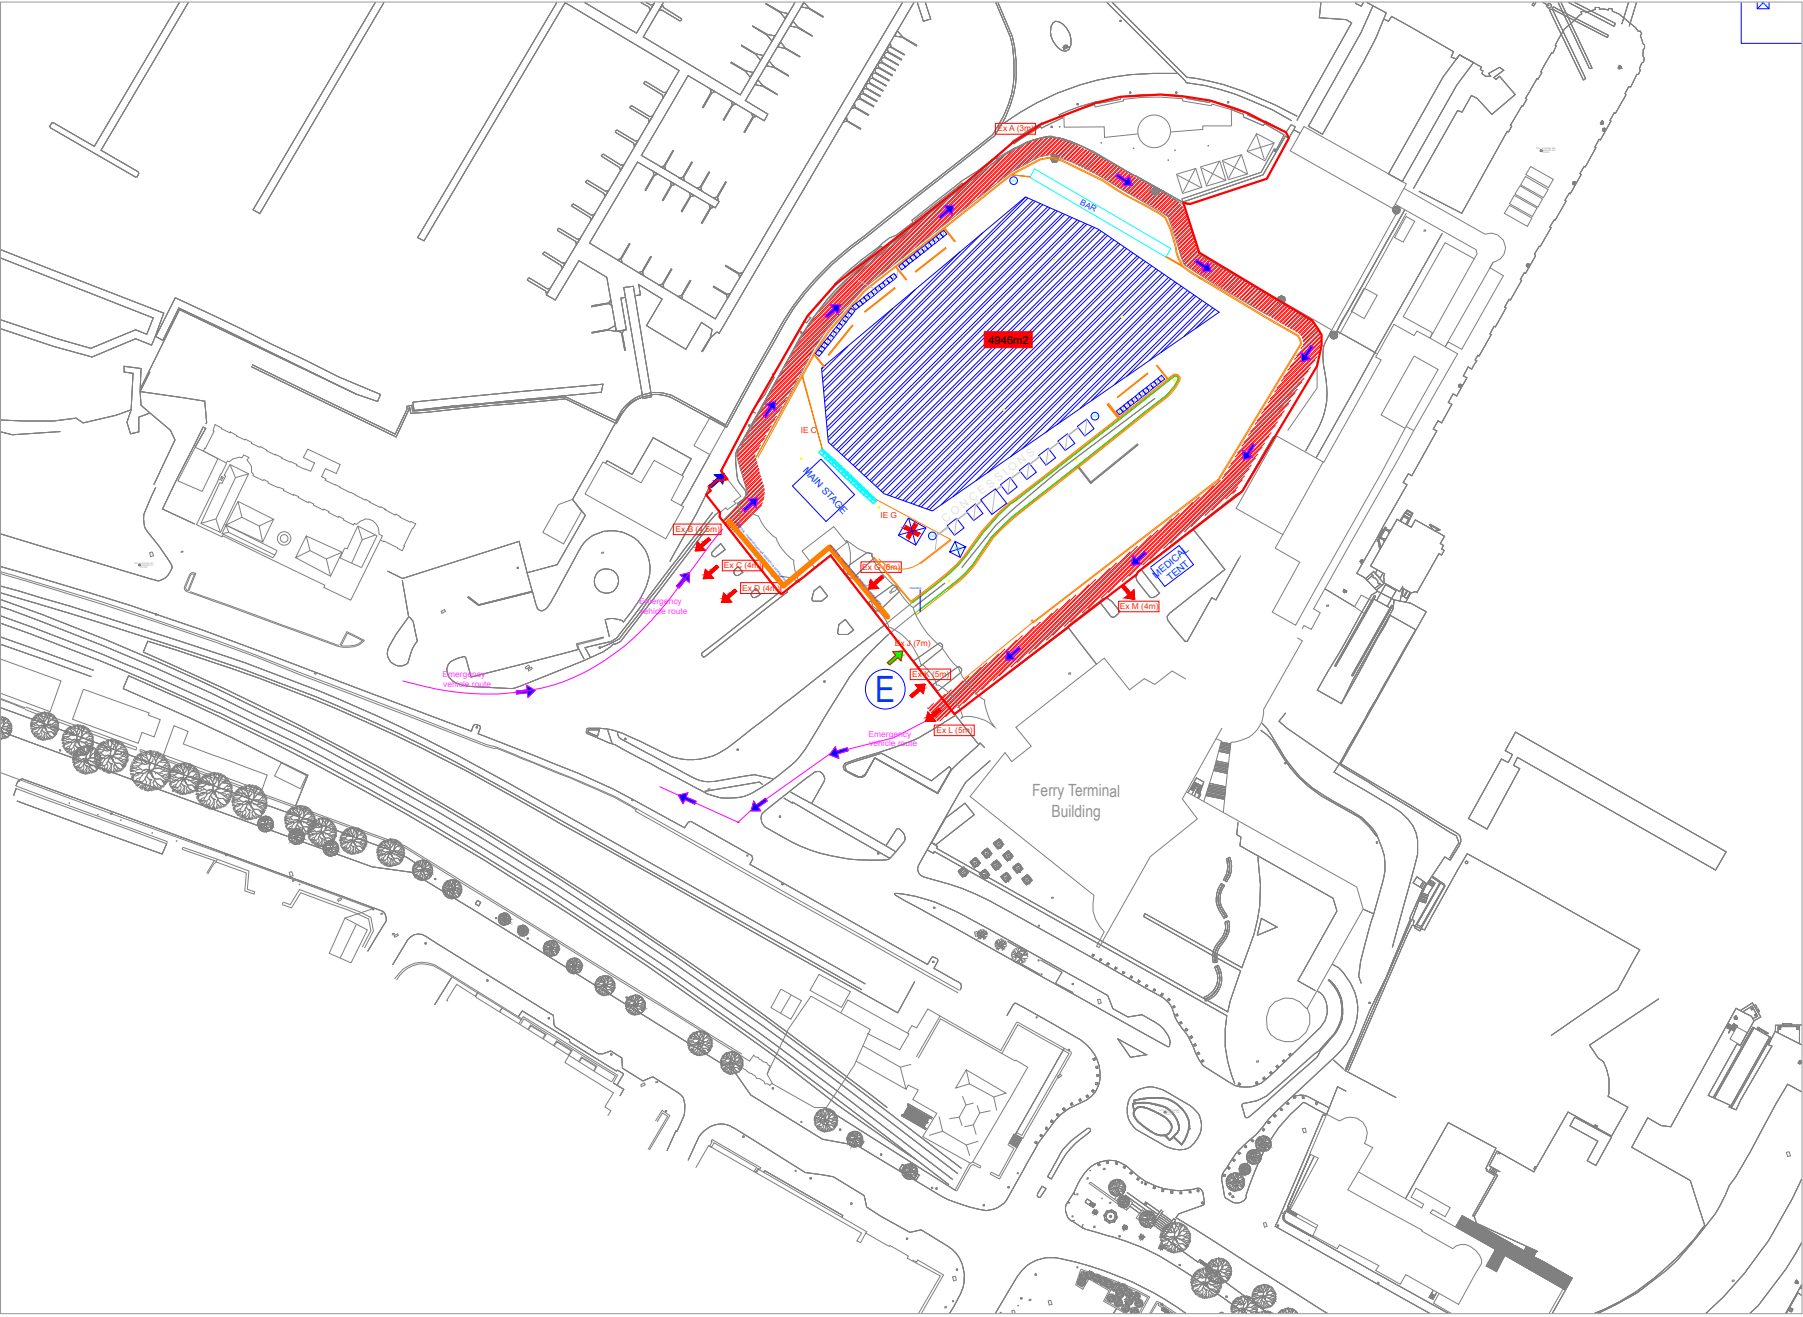 Ex A (3m)
BAR
4946m2
IE C
MAIN STAGE
CONCESSIONS
IE G
Ex B (4.5m)
Ex C (4m)
Ex D (4m)
Ex G (6m)
MEDICAL
TENT
Ex M (4m)
Emergency
vehicle route
Ex J (7m)
Ex K (5m)
Emergency
vehicle route
E
Ex L (5m)
Emergency
vehicle route
Ferry Terminal
Building